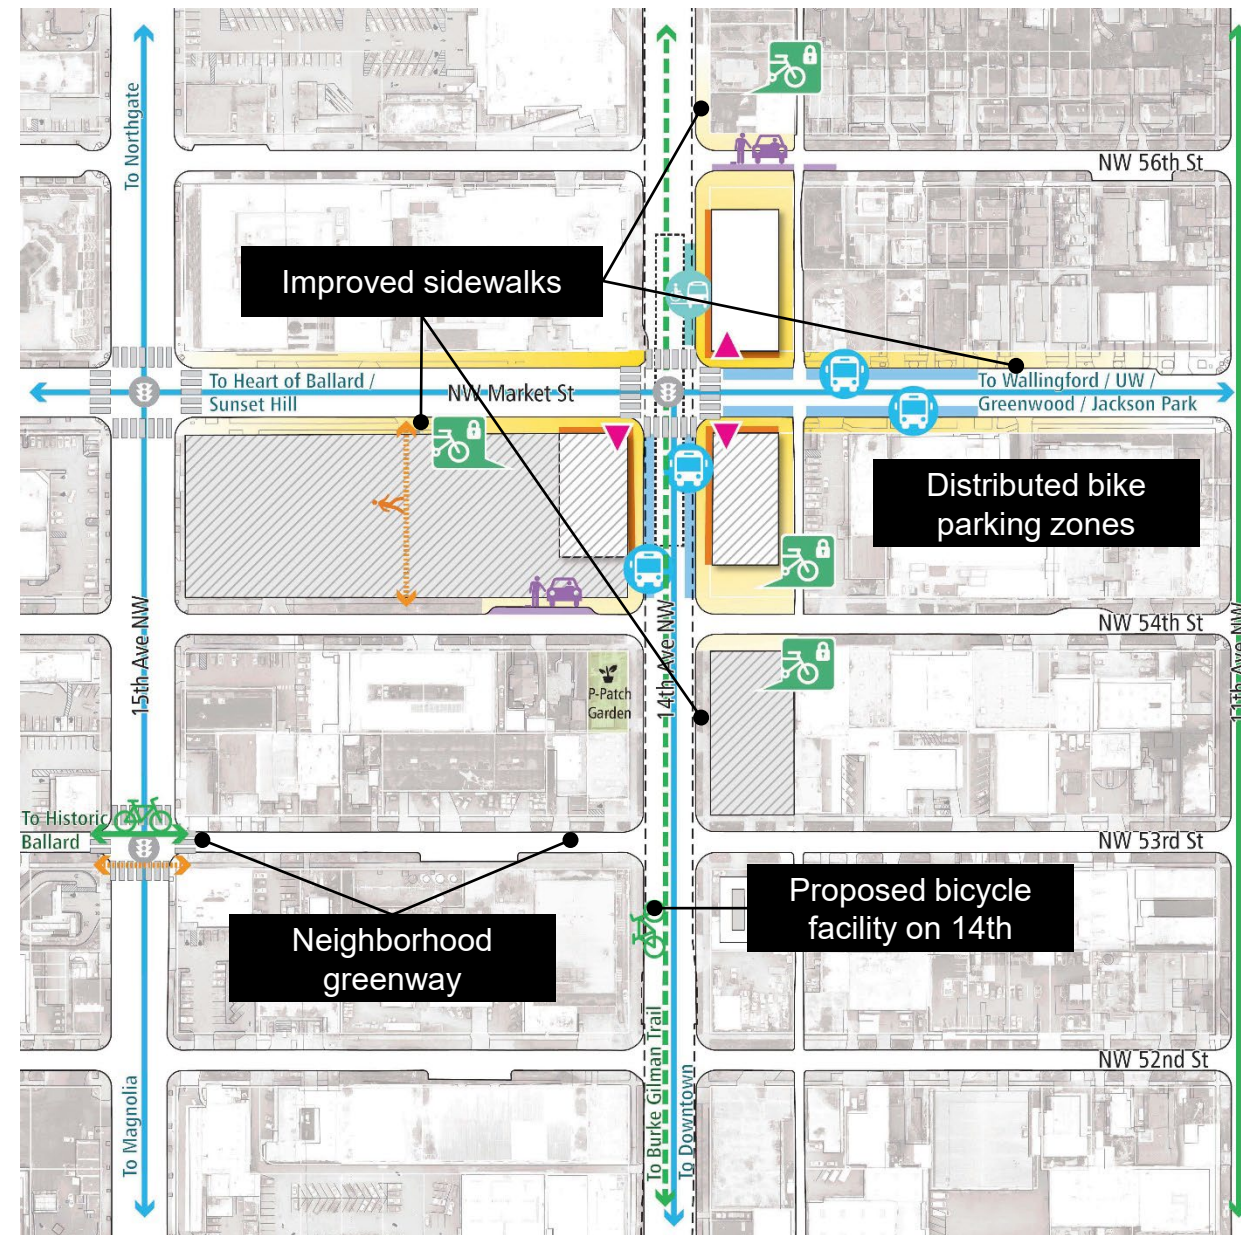 To Northgate
NW 56th St
Improved sidewalks
To Heart of Ballard /
Sunset Hill
NW Market St
To Wallingford / UW /
Greenwood / Jackson Park
Distributed bike
parking zones
15th Ave NW
14th Ave NW
11th Ave NW
NW 54th St
P-Patch
Garden
To Historic
Ballard
NW 53rd St
Neighborhood
greenway
Proposed bicycle
facility on 14th
To Magnolia
To Burke Gilman Trail
To Downtown
NW 52nd St